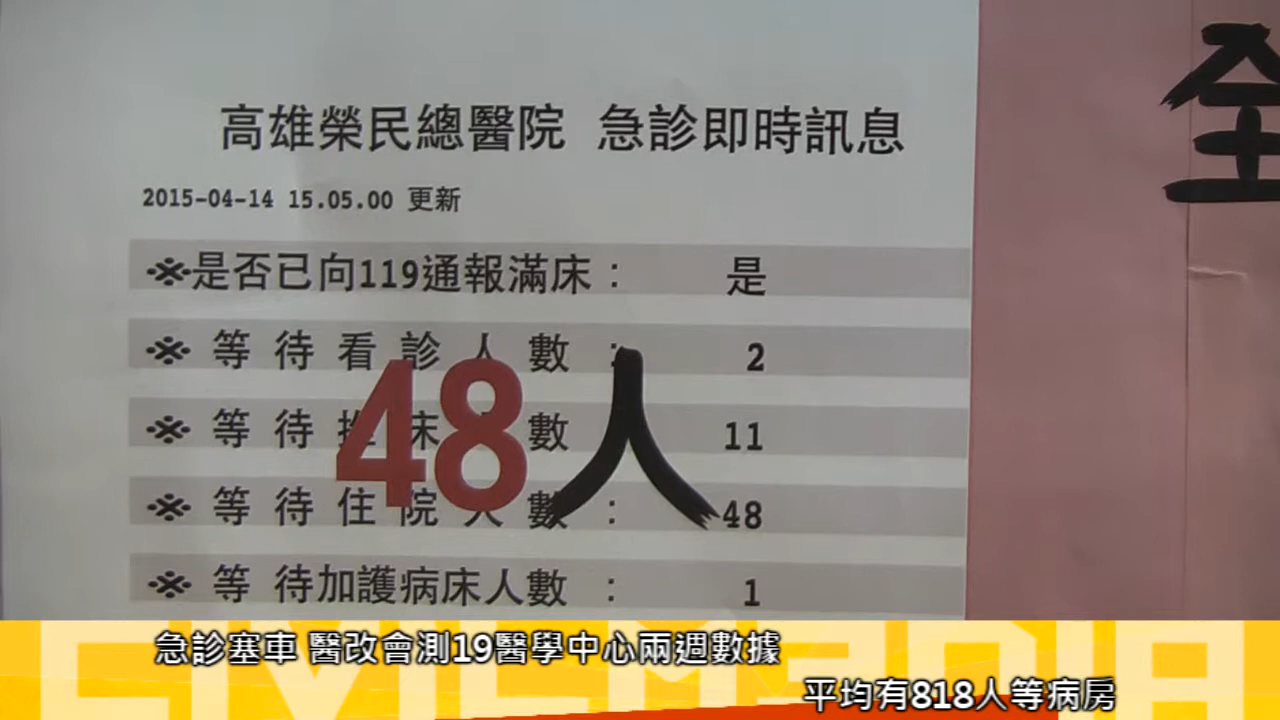 高雄榮民總醫院 急診即時訊息
全
2015-04-14 15.05.00 更新
※是否已向119通報滿床： 是
※ 等待看診人數： 2
※ 等待推床人數 11
48人
※ 等待住院人數： 48
※ 等待加護病床人數： 1
急診塞車 醫改會測19醫學中心兩週數據
平均有818人等病房